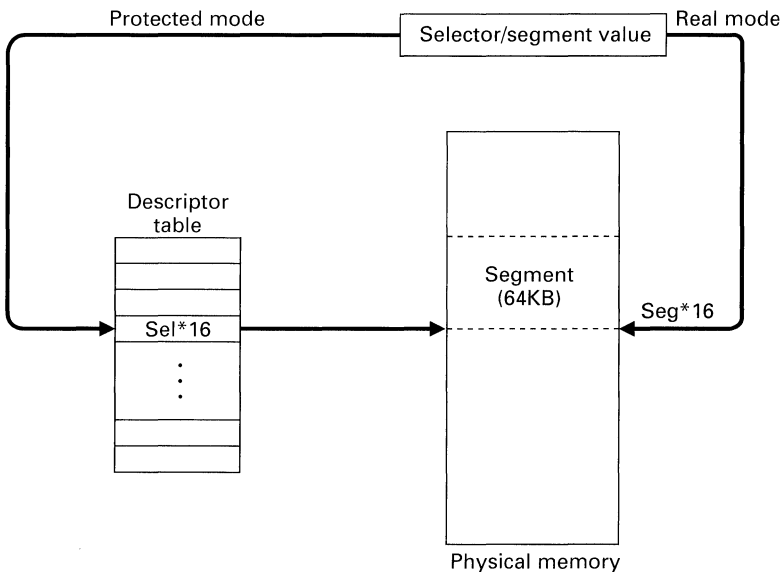 Protected mode
Selector/segment value
Real mode
Descriptor
table
Sel*16
Segment
(64KB)
Seg*16
Physical memory